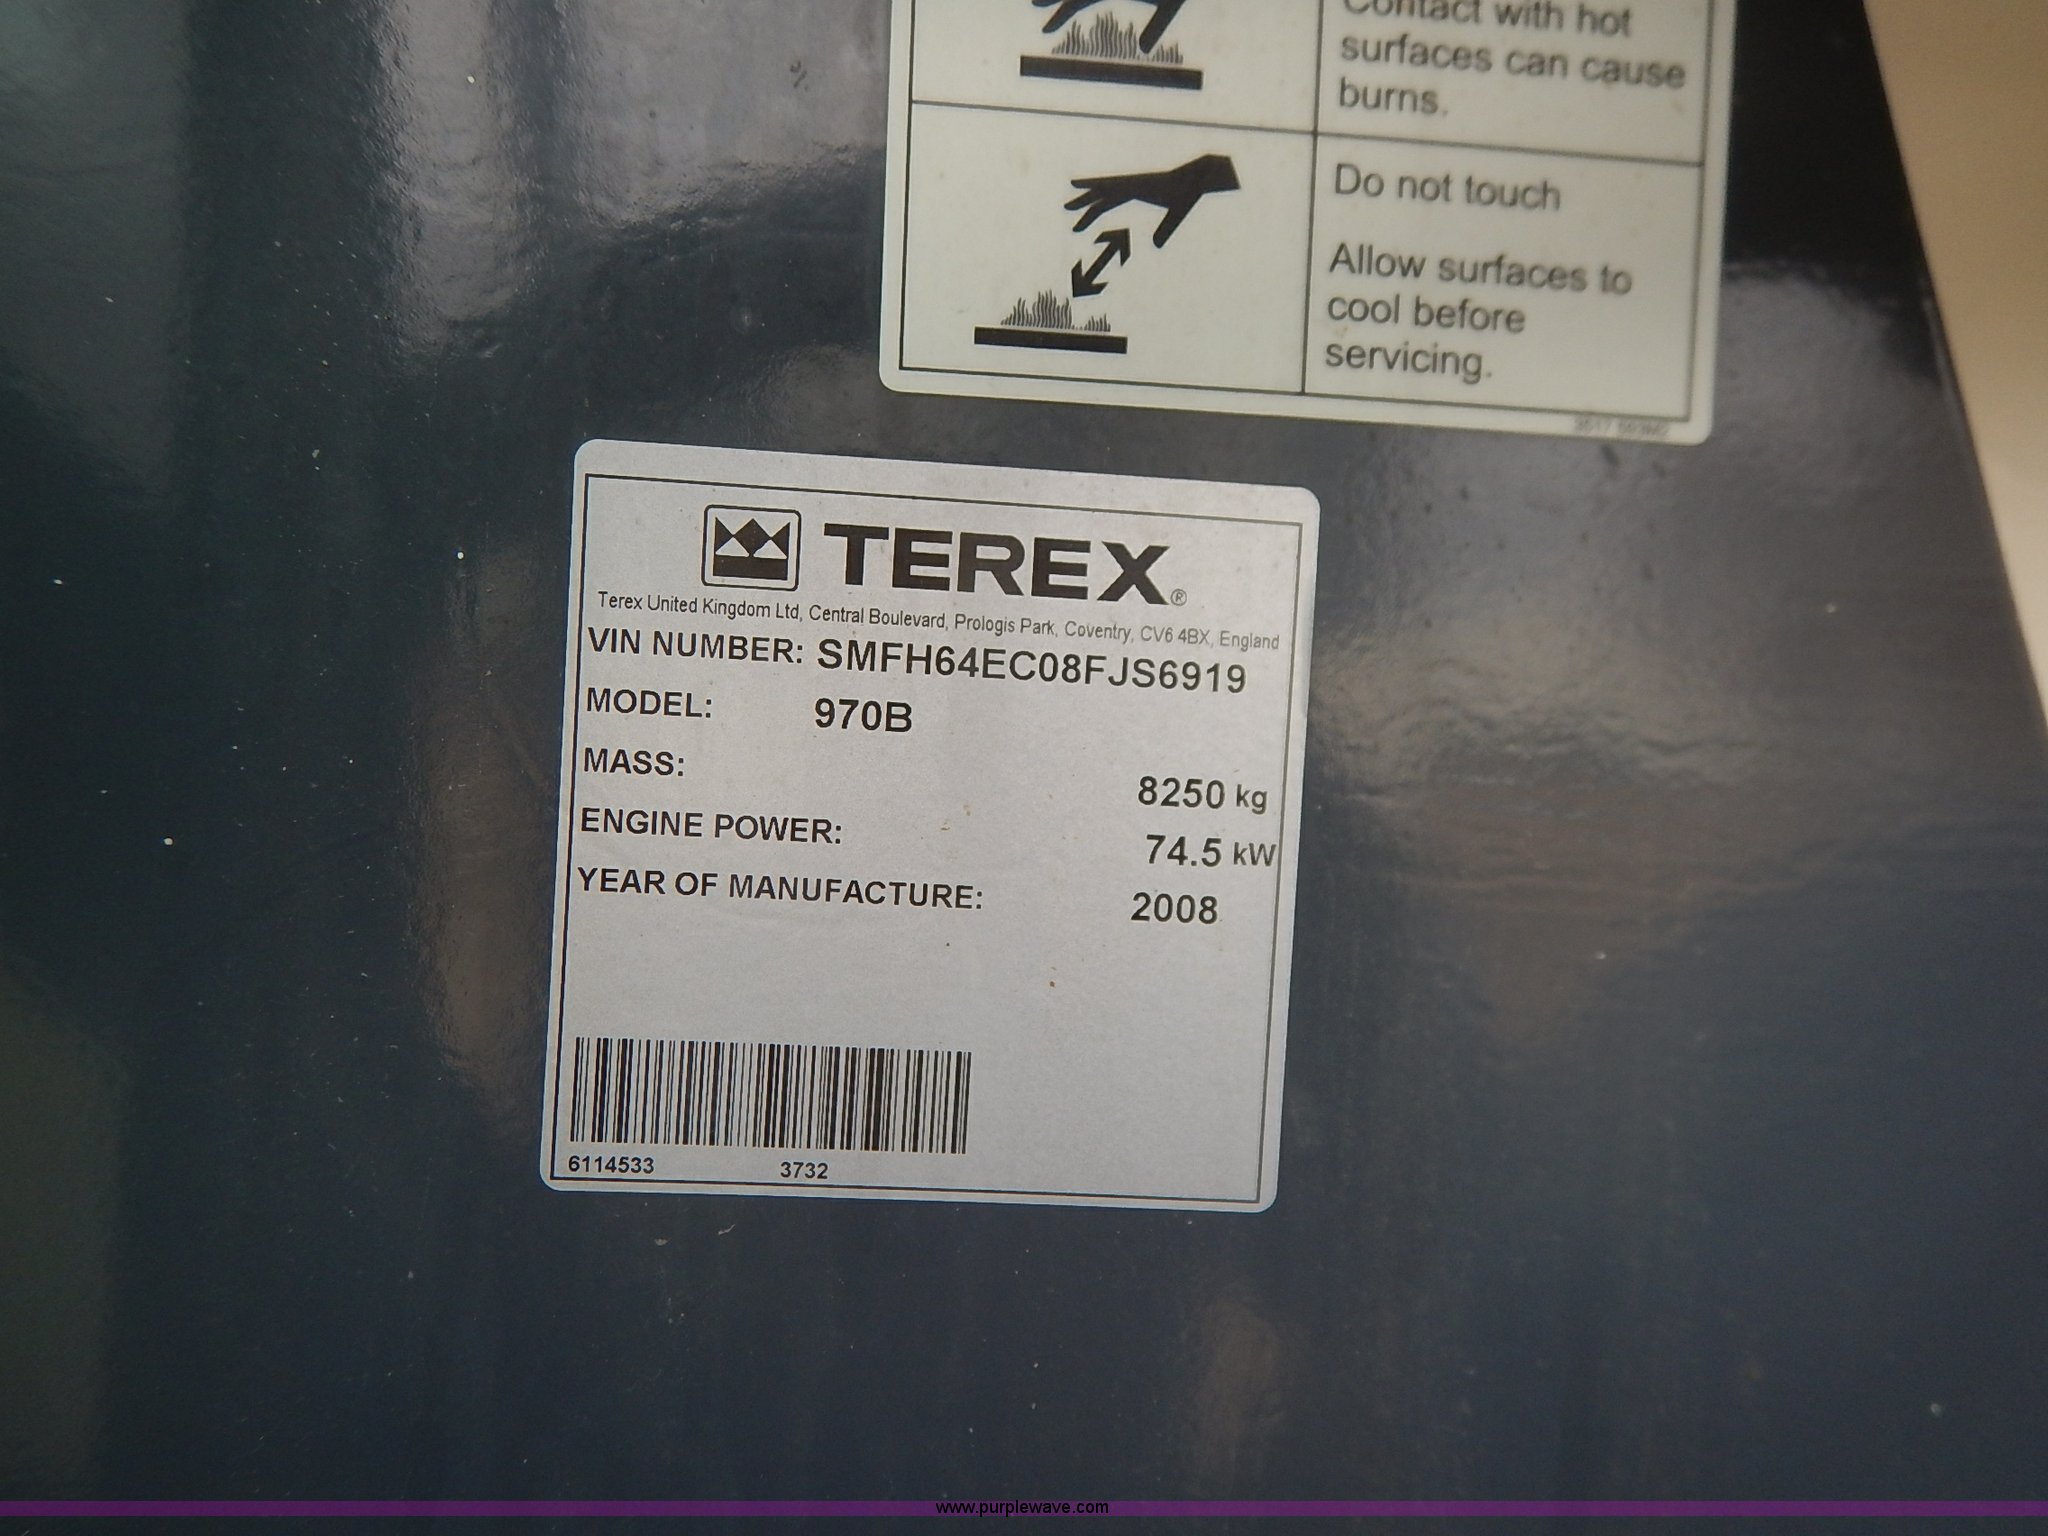 Contact with hot
surfaces can cause
burns.
Do not touch
Allow surfaces to
cool before
servicing.
TEREX®
Terex United Kingdom Ltd, Central Boulevard, Prologis Park, Coventry, CV6 4BX, England
VIN NUMBER: SMFH64EC08FJS6919
MODEL: 970B
MASS: 8250 kg
ENGINE POWER: 74.5 kW
YEAR OF MANUFACTURE: 2008
6114533 3732
www.purplewave.com